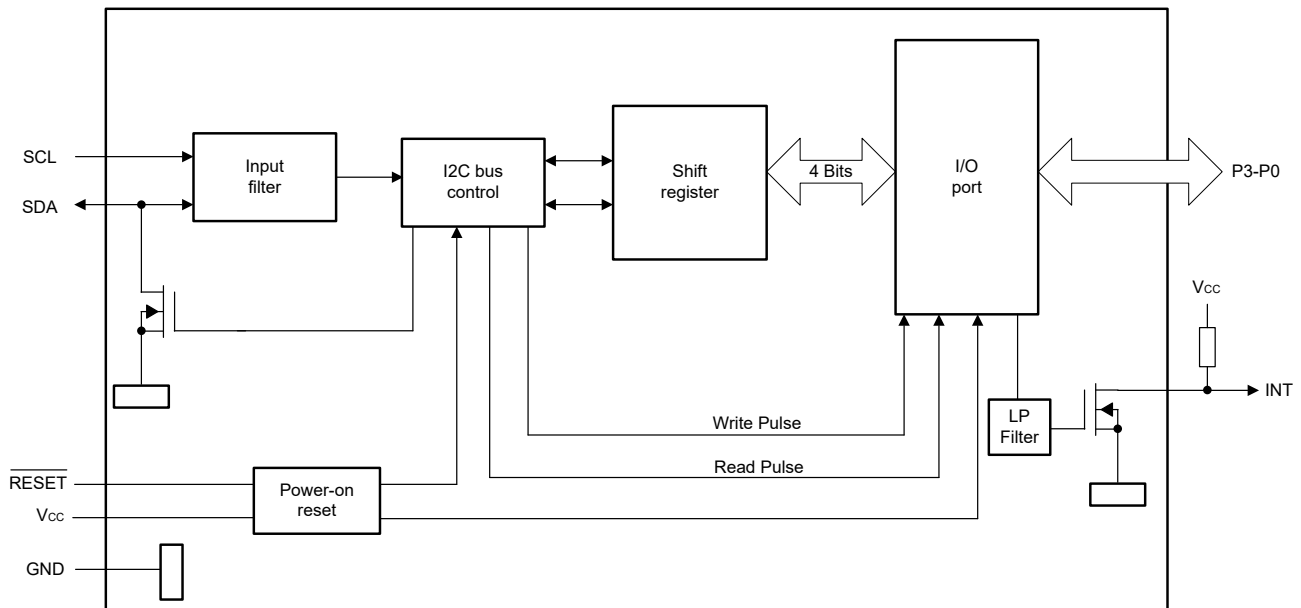 SCL
SDA
Input
filter
I2C bus
control
Shift
register
4 Bits
I/O
port
P3-P0
VCC
INT
LP
Filter
Write Pulse
Read Pulse
RESET
VCC
Power-on
reset
GND